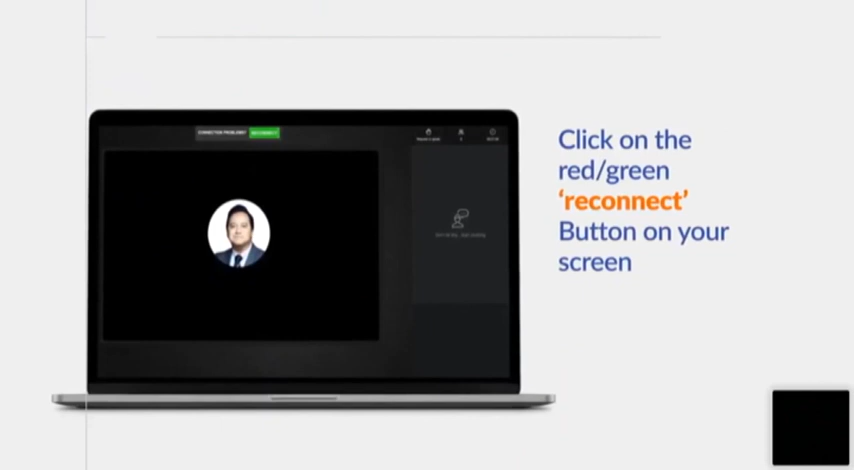 CONNECTION PROBLEMS? RECONNECT
Click on the
red/green
‘reconnect’
Button on your
screen